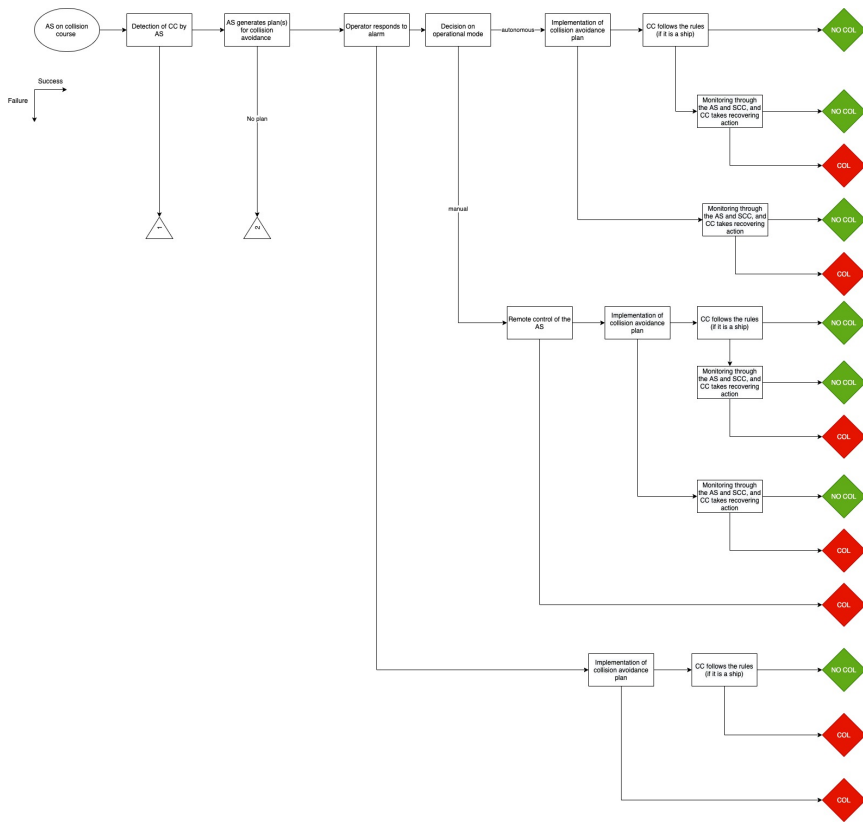 AS on collision
course
Detection of CC by
AS
AS generates plan(s)
for collision
avoidance
Operator responds to
alarm
Decision on
operational mode
autonomous
Implementation of
collision avoidance
plan
CC follows the rules
(if it is a ship)
NO COL
Success
Failure
No plan
Monitoring through
the AS and SCC, and
CC takes recovering
action
NO COL
COL
1
2
manual
Monitoring through
the AS and SCC, and
CC takes recovering
action
NO COL
COL
Remote control of the
AS
Implementation of
collision avoidance
plan
CC follows the rules
(if it is a ship)
NO COL
Monitoring through
the AS and SCC, and
CC takes recovering
action
NO COL
COL
Monitoring through
the AS and SCC, and
CC takes recovering
action
NO COL
COL
COL
Implementation of
collision avoidance
plan
CC follows the rules
(if it is a ship)
NO COL
COL
COL